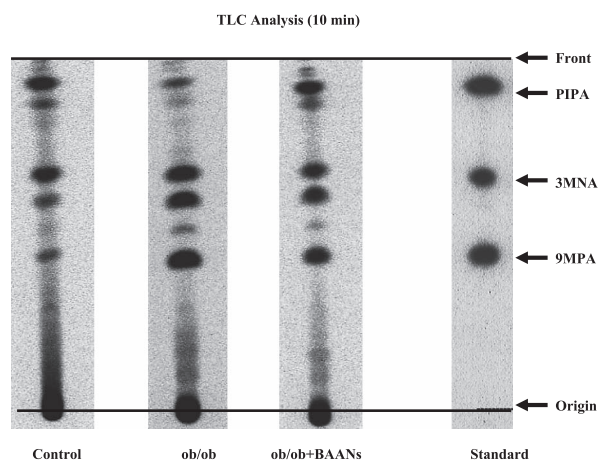 TLC Analysis (10 min)
Front
PIPA
3MNA
9MPA
Origin
Control ob/ob ob/ob+BAANs Standard